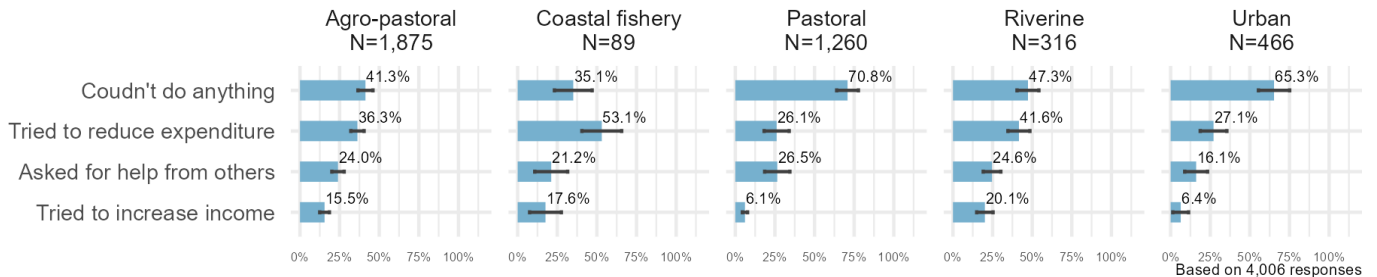 Agro-pastoral
N=1,875
Coastal fishery
N=89
Pastoral
N=1,260
Riverine
N=316
Urban
N=466
Coudn't do anything
41.3%
35.1%
70.8%
47.3%
65.3%
Tried to reduce expenditure
36.3%
53.1%
26.1%
41.6%
27.1%
Asked for help from others
24.0%
21.2%
26.5%
24.6%
16.1%
Tried to increase income
15.5%
17.6%
6.1%
20.1%
6.4%
0% 25% 50% 75% 100%
0% 25% 50% 75% 100%
0% 25% 50% 75% 100%
0% 25% 50% 75% 100%
0% 25% 50% 75% 100%
Based on 4,006 responses